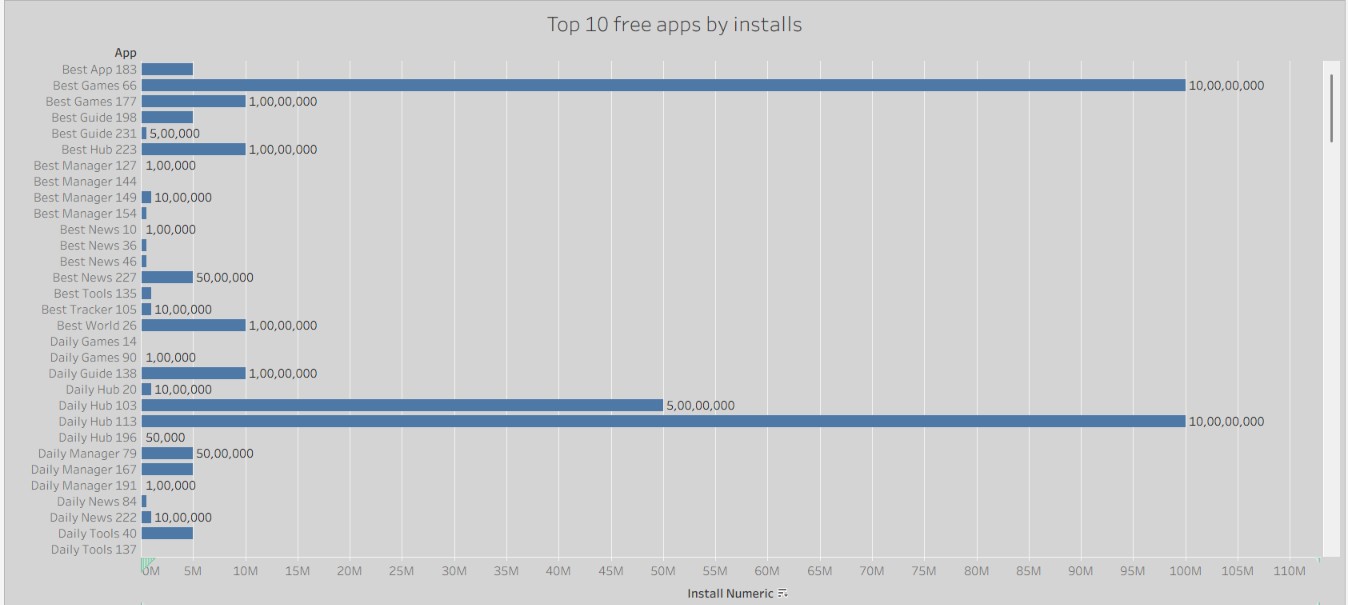 Top 10 free apps by installs
App
Best App 183
Best Games 66 10,00,00,000
Best Games 177 1,00,00,000
Best Guide 198
Best Guide 231 5,00,000
Best Hub 223 1,00,00,000
Best Manager 127 1,00,000
Best Manager 144
Best Manager 149 10,00,000
Best Manager 154
Best News 10 1,00,000
Best News 36
Best News 46
Best News 227 50,00,000
Best Tools 135
Best Tracker 105 10,00,000
Best World 26 1,00,00,000
Daily Games 14
Daily Games 90 1,00,000
Daily Guide 138 1,00,00,000
Daily Hub 20 10,00,000
Daily Hub 103 5,00,00,000
Daily Hub 113 10,00,00,000
Daily Hub 196 50,000
Daily Manager 79 50,00,000
Daily Manager 167
Daily Manager 191 1,00,000
Daily News 84
Daily News 222 10,00,000
Daily Tools 40
Daily Tools 137
0M 5M 10M 15M 20M 25M 30M 35M 40M 45M 50M 55M 60M 65M 70M 75M 80M 85M 90M 95M 100M 105M 110M
Install Numeric